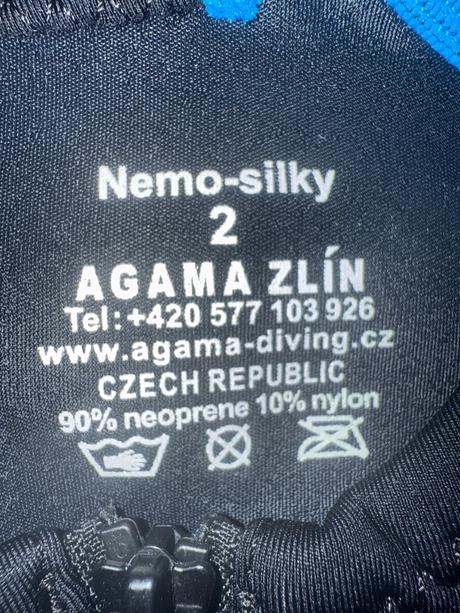 Nemo-silky
2
AGAMA ZLÍN
Tel:+420 577 103 926
www.agama-diving.cz
CZECH REPUBLIC
90% neoprene 10% nylon